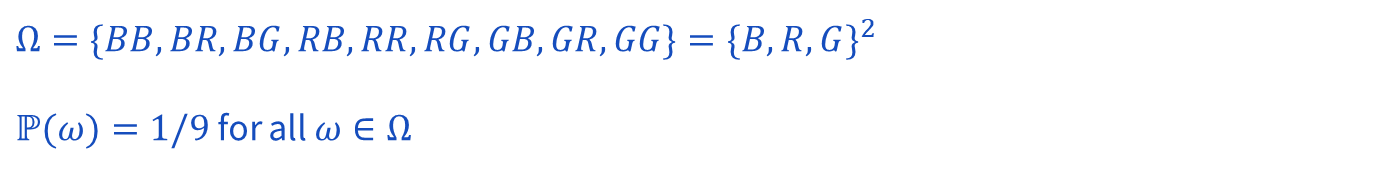 Ω = {BB, BR, BG, RB, RR, RG, GB, GR, GG} = {B, R, G}²
ℙ(ω) = 1/9 for all ω ∈ Ω